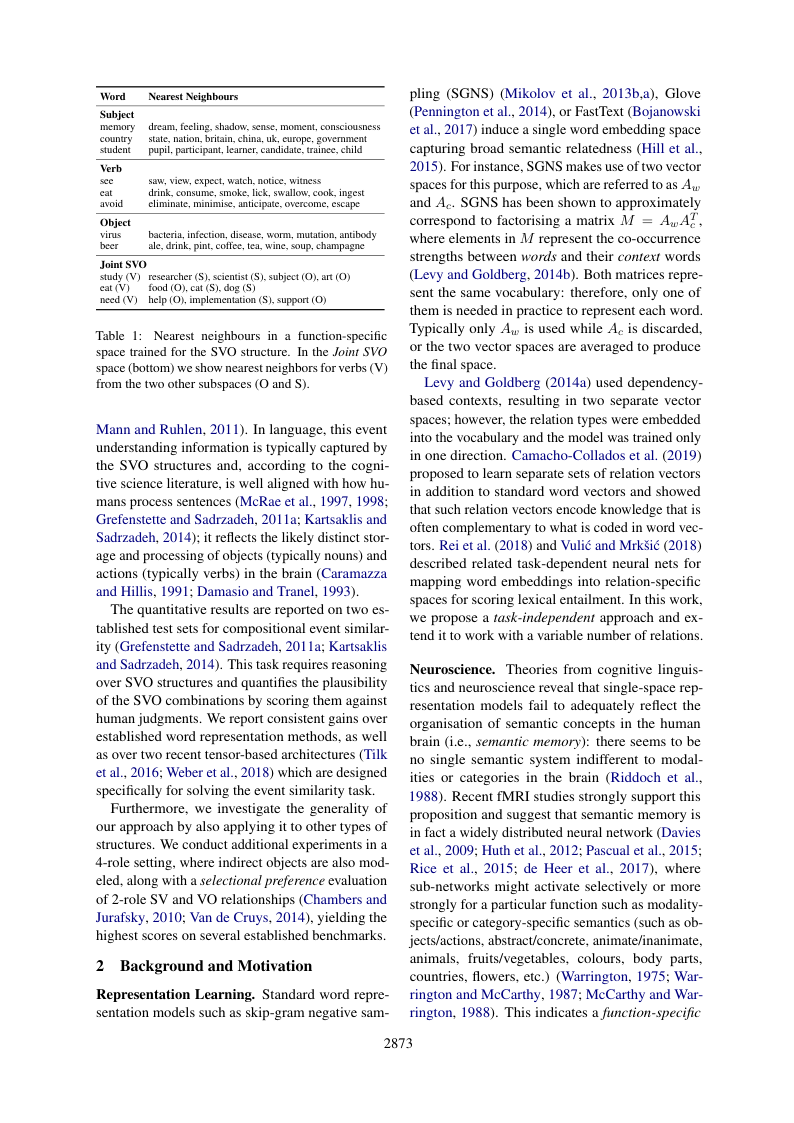 Word Nearest Neighbours
Subject
memory dream, feeling, shadow, sense, moment, consciousness
country state, nation, britain, china, uk, europe, government
student pupil, participant, learner, candidate, trainee, child
Verb
see saw, view, expect, watch, notice, witness
eat drink, consume, smoke, lick, swallow, cook, ingest
avoid eliminate, minimise, anticipate, overcome, escape
Object
virus bacteria, infection, disease, worm, mutation, antibody
beer ale, drink, pint, coffee, tea, wine, soup, champagne
Joint SVO
study (V) researcher (S), scientist (S), subject (O), art (O)
eat (V) food (O), cat (S), dog (S)
need (V) help (O), implementation (S), support (O)
Table 1: Nearest neighbours in a function-specific
space trained for the SVO structure. In the Joint SVO
space (bottom) we show nearest neighbors for verbs (V)
from the two other subspaces (O and S).
Mann and Ruhlen, 2011). In language, this event
understanding information is typically captured by
the SVO structures and, according to the cogni-
tive science literature, is well aligned with how hu-
mans process sentences (McRae et al., 1997, 1998;
Grefenstette and Sadrzadeh, 2011a; Kartsaklis and
Sadrzadeh, 2014); it reflects the likely distinct stor-
age and processing of objects (typically nouns) and
actions (typically verbs) in the brain (Caramazza
and Hillis, 1991; Damasio and Tranel, 1993).
The quantitative results are reported on two es-
tablished test sets for compositional event similar-
ity (Grefenstette and Sadrzadeh, 2011a; Kartsaklis
and Sadrzadeh, 2014). This task requires reasoning
over SVO structures and quantifies the plausibility
of the SVO combinations by scoring them against
human judgments. We report consistent gains over
established word representation methods, as well
as over two recent tensor-based architectures (Tilk
et al., 2016; Weber et al., 2018) which are designed
specifically for solving the event similarity task.
Furthermore, we investigate the generality of
our approach by also applying it to other types of
structures. We conduct additional experiments in a
4-role setting, where indirect objects are also mod-
eled, along with a selectional preference evaluation
of 2-role SV and VO relationships (Chambers and
Jurafsky, 2010; Van de Cruys, 2014), yielding the
highest scores on several established benchmarks.
2 Background and Motivation
Representation Learning. Standard word repre-
sentation models such as skip-gram negative sam-
pling (SGNS) (Mikolov et al., 2013b,a), Glove
(Pennington et al., 2014), or FastText (Bojanowski
et al., 2017) induce a single word embedding space
capturing broad semantic relatedness (Hill et al.,
2015). For instance, SGNS makes use of two vector
spaces for this purpose, which are referred to as A_w
and A_c. SGNS has been shown to approximately
correspond to factorising a matrix M = A_w A_c^T,
where elements in M represent the co-occurrence
strengths between words and their context words
(Levy and Goldberg, 2014b). Both matrices repre-
sent the same vocabulary: therefore, only one of
them is needed in practice to represent each word.
Typically only A_w is used while A_c is discarded,
or the two vector spaces are averaged to produce
the final space.
Levy and Goldberg (2014a) used dependency-
based contexts, resulting in two separate vector
spaces; however, the relation types were embedded
into the vocabulary and the model was trained only
in one direction. Camacho-Collados et al. (2019)
proposed to learn separate sets of relation vectors
in addition to standard word vectors and showed
that such relation vectors encode knowledge that is
often complementary to what is coded in word vec-
tors. Rei et al. (2018) and Vulić and Mrkšić (2018)
described related task-dependent neural nets for
mapping word embeddings into relation-specific
spaces for scoring lexical entailment. In this work,
we propose a task-independent approach and ex-
tend it to work with a variable number of relations.
Neuroscience. Theories from cognitive linguis-
tics and neuroscience reveal that single-space rep-
resentation models fail to adequately reflect the
organisation of semantic concepts in the human
brain (i.e., semantic memory): there seems to be
no single semantic system indifferent to modal-
ities or categories in the brain (Riddoch et al.,
1988). Recent fMRI studies strongly support this
proposition and suggest that semantic memory is
in fact a widely distributed neural network (Davies
et al., 2009; Huth et al., 2012; Pascual et al., 2015;
Rice et al., 2015; de Heer et al., 2017), where
sub-networks might activate selectively or more
strongly for a particular function such as modality-
specific or category-specific semantics (such as ob-
jects/actions, abstract/concrete, animate/inanimate,
animals, fruits/vegetables, colours, body parts,
countries, flowers, etc.) (Warrington, 1975; War-
rington and McCarthy, 1987; McCarthy and War-
rington, 1988). This indicates a function-specific
2873